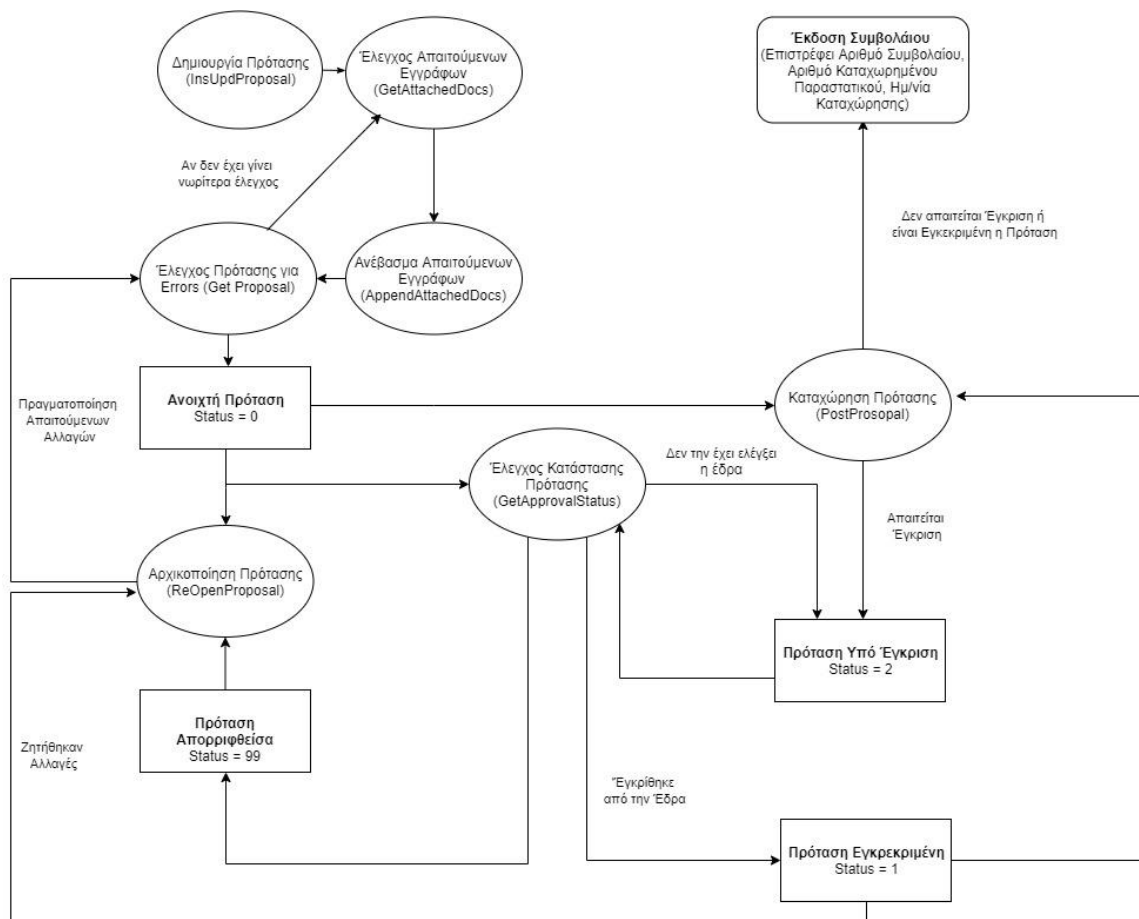 Δημιουργία Πρότασης
(InsUpdProposal)
Έλεγχος Απαιτούμενων
Εγγράφων
(GetAttachedDocs)
Έκδοση Συμβολάιου
(Επιστρέφει Αριθμό Συμβολαίου,
Αριθμό Καταχωρημένου
Παραστατικού, Ημ/νία
Καταχώρησης)
Αν δεν έχει γίνει
νωρίτερα έλεγχος
Δεν απαιτείται Έγκριση ή
είναι Εγκεκριμένη η Πρόταση
Έλεγχος Πρότασης για
Errors (Get Proposal)
Ανέβασμα Απαιτούμενων
Εγγράφων
(AppendAttachedDocs)
Πραγματοποίηση
Απαιτούμενων
Αλλαγών
Ανοιχτή Πρόταση
Status = 0
Καταχώρηση Πρότασης
(PostProsopal)
Έλεγχος Κατάστασης
Πρότασης
(GetApprovalStatus)
Δεν την έχει ελέγξει
η έδρα
Απαιτείται
Έγκριση
Αρχικοποίηση Πρότασης
(ReOpenProposal)
Πρόταση Υπό Έγκριση
Status = 2
Πρόταση
Απορριφθείσα
Status = 99
Ζητήθηκαν
Αλλαγές
Έγκρίθηκε
από την Έδρα
Πρόταση Εγκρεκριμένη
Status = 1